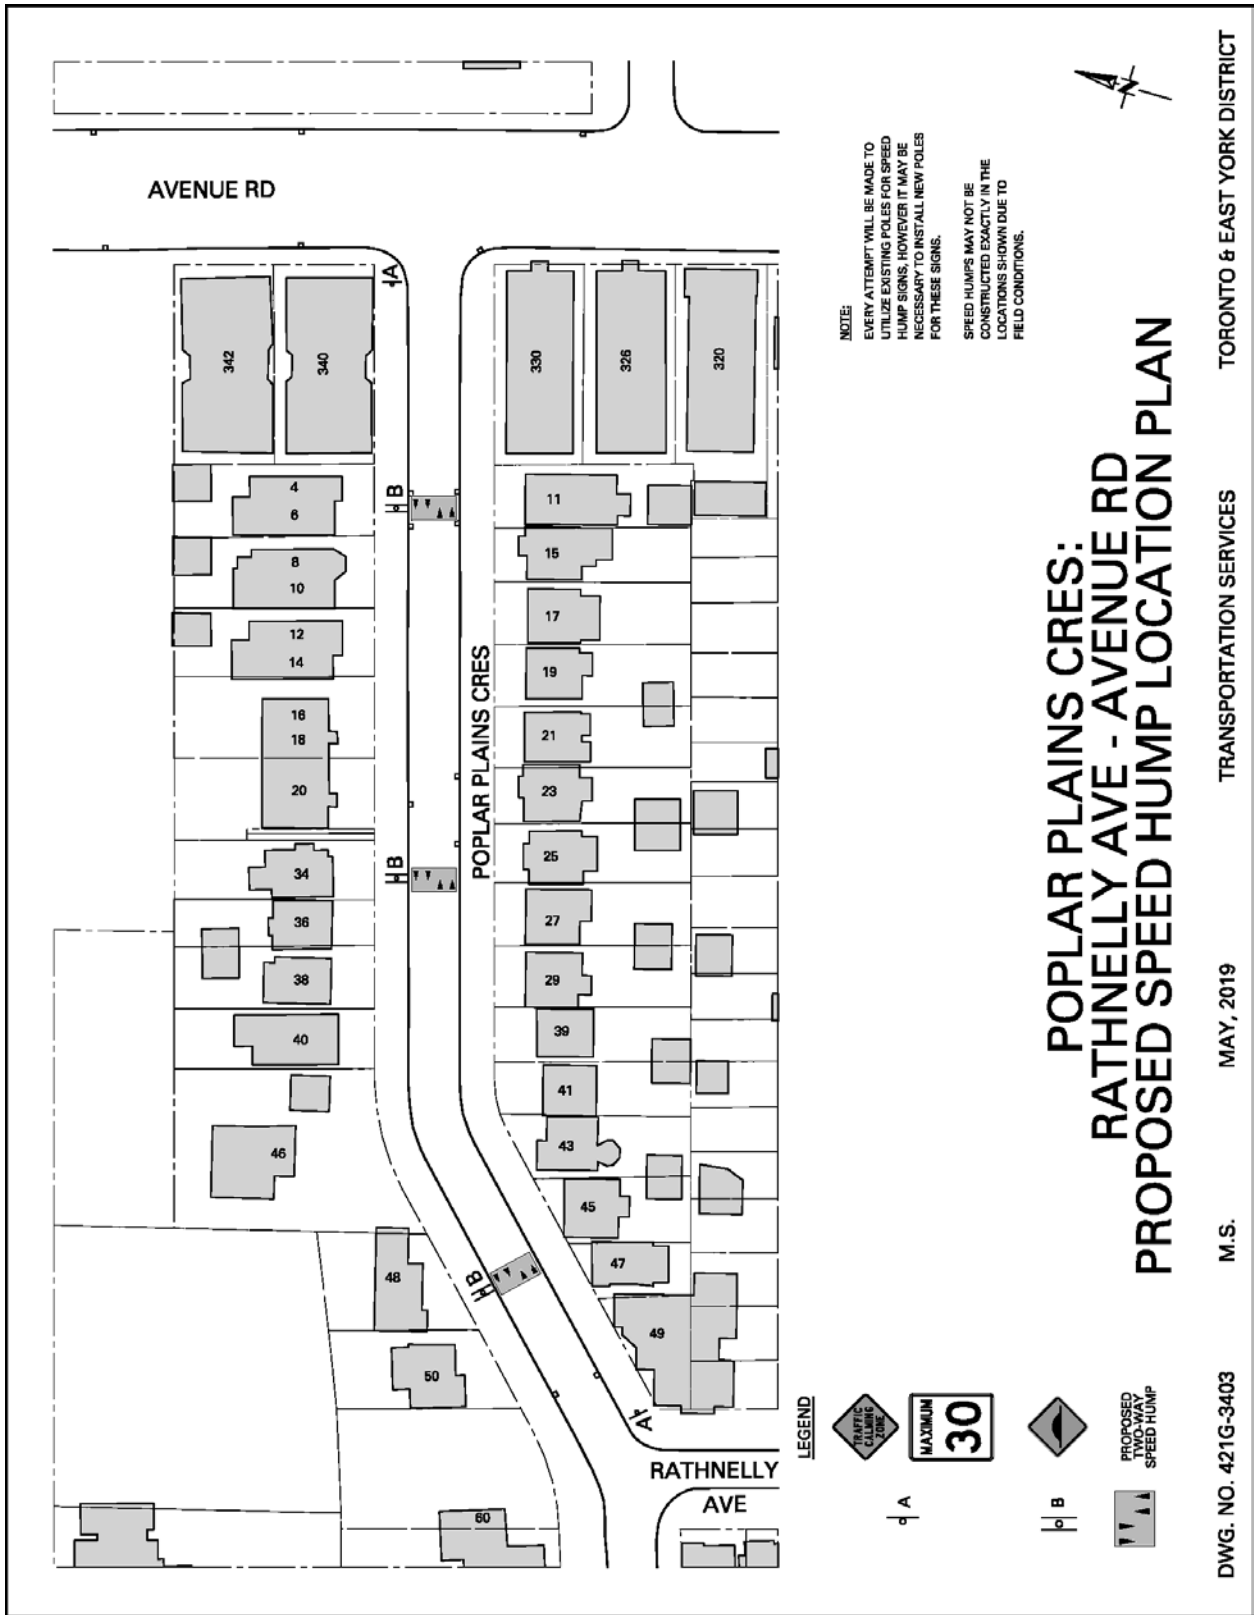 AVENUE RD
342
340
A
330
326
320
4
6
B
11
8
10
15
12
14
17
19
16
18
20
21
23
POPLAR PLAINS CRES
34
B
25
36
27
38
29
40
39
41
46
43
45
48
B
47
50
49
A
RATHNELLY
AVE
60
NOTE:
EVERY ATTEMPT WILL BE MADE TO
UTILIZE EXISTING POLES FOR SPEED
HUMP SIGNS, HOWEVER IT MAY BE
NECESSARY TO INSTALL NEW POLES
FOR THESE SIGNS.
SPEED HUMPS MAY NOT BE
CONSTRUCTED EXACTLY IN THE
LOCATIONS SHOWN DUE TO
FIELD CONDITIONS.
N
LEGEND
A
TRAFFIC
CALMING
ZONE
MAXIMUM
30
B
PROPOSED
TWO-WAY
SPEED HUMP
POPLAR PLAINS CRES:
RATHNELLY AVE - AVENUE RD
PROPOSED SPEED HUMP LOCATION PLAN
DWG. NO. 421G-3403
M.S.
MAY, 2019
TRANSPORTATION SERVICES
TORONTO & EAST YORK DISTRICT